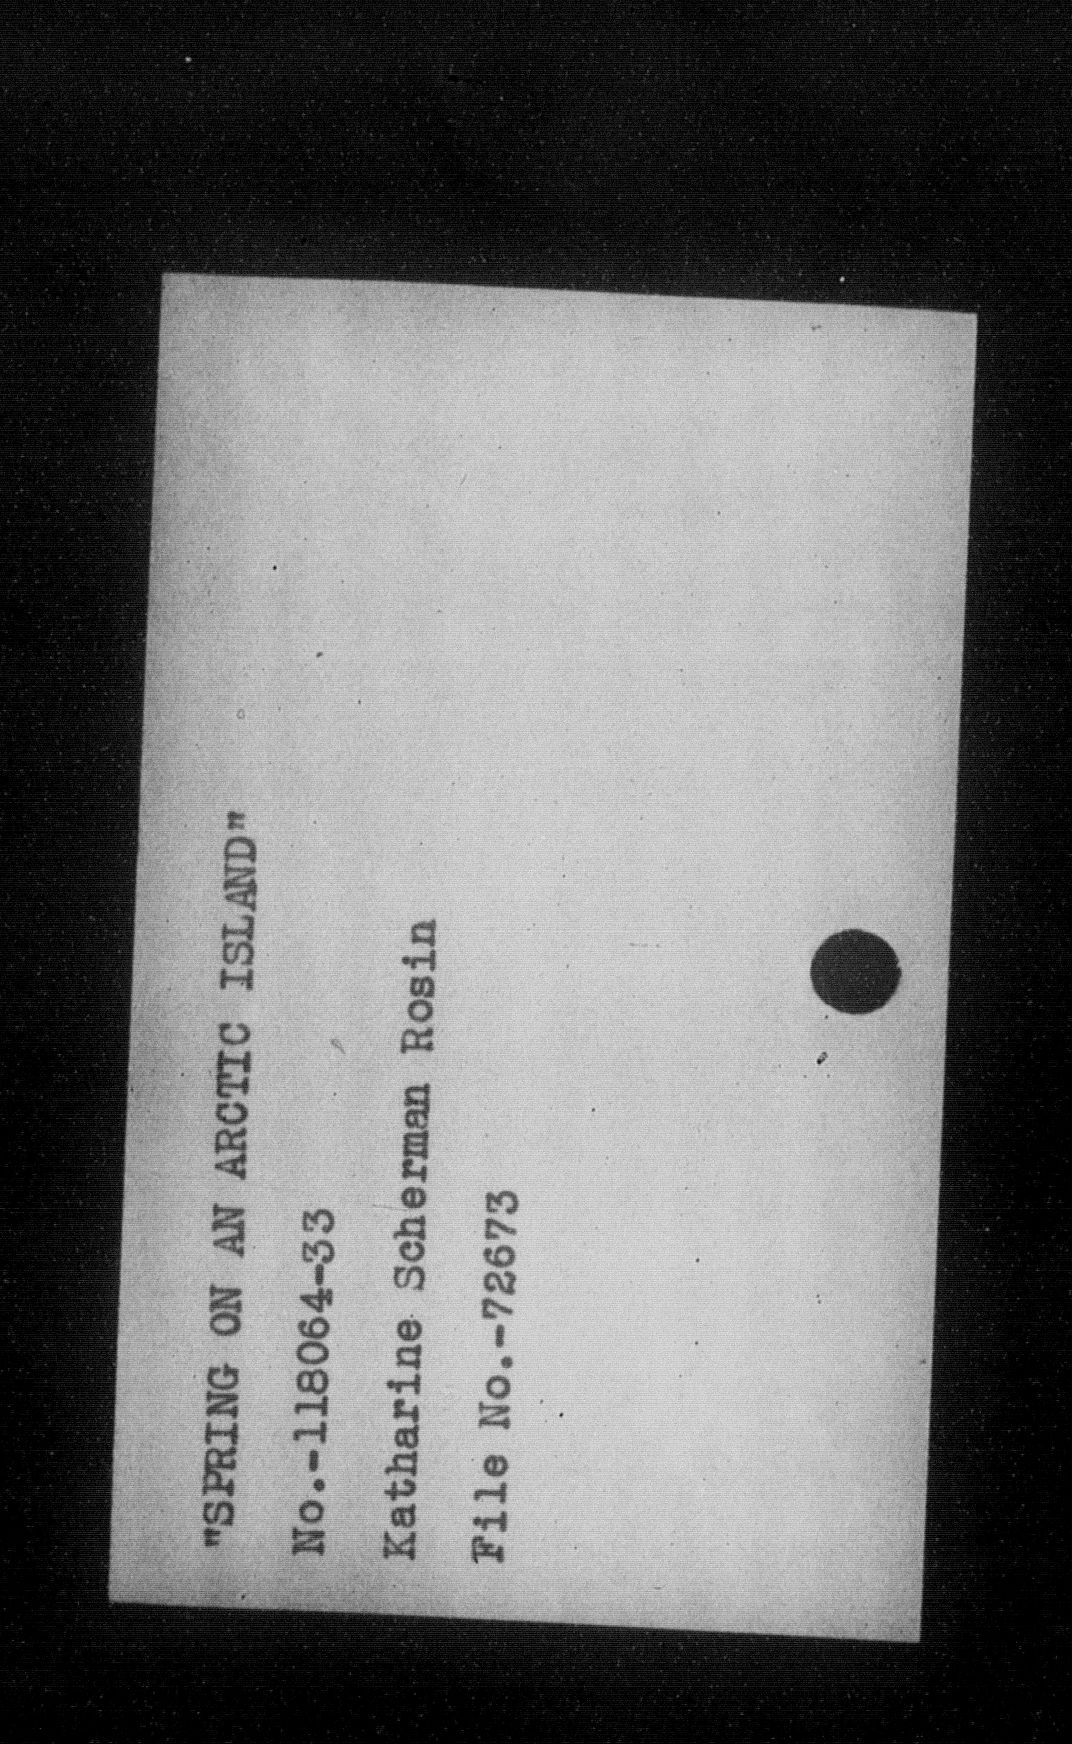 "SPRING ON AN ARCTIC ISLAND"
No.-118064-33
Katharine Scherman Rosin
File No.-72673